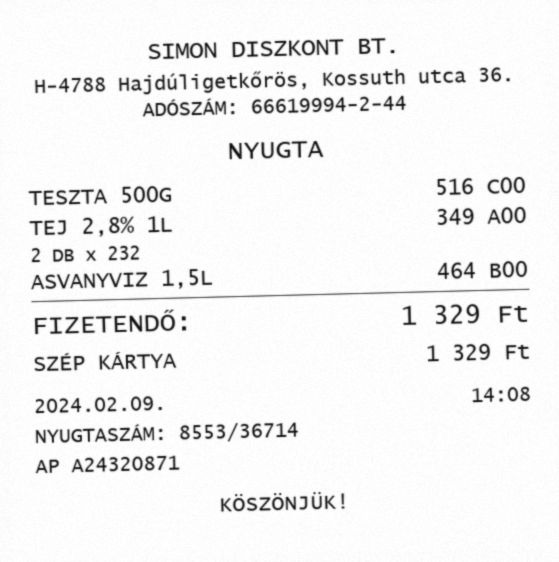 SIMON DISZKONT BT.
H-4788 Hajdúligetkőrös, Kossuth utca 36.
ADÓSZÁM: 66619994-2-44
NYUGTA
TESZTA 500G 516 C00
TEJ 2,8% 1L 349 A00
2 DB x 232
ASVANYVIZ 1,5L 464 B00
FIZETENDŐ: 1 329 Ft
SZÉP KÁRTYA 1 329 Ft
2024.02.09. 14:08
NYUGTASZÁM: 8553/36714
AP A24320871
KÖSZÖNJÜK!